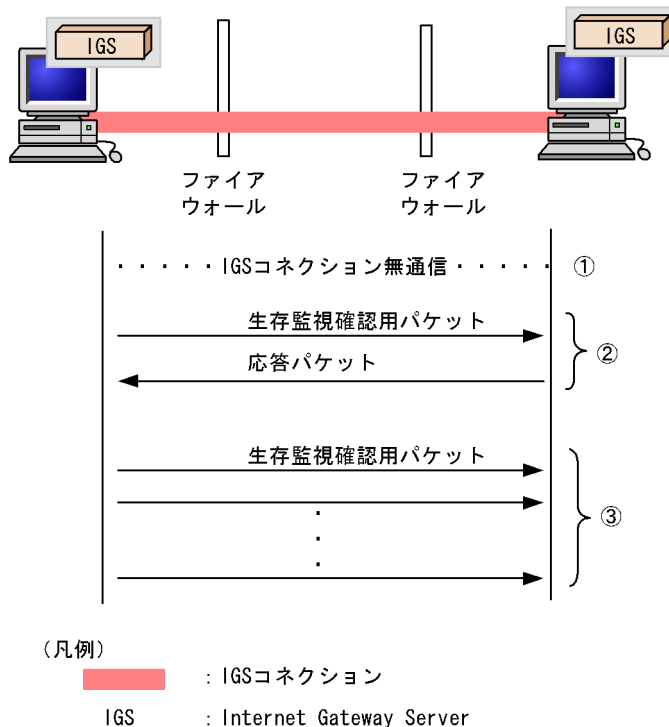 IGS
IGS
ファイア
ウォール
ファイア
ウォール
・・・・・IGSコネクション無通信・・・・・ ①
生存監視確認用パケット
②
応答パケット
生存監視確認用パケット
③
（凡例）
：IGSコネクション
IGS ：Internet Gateway Server